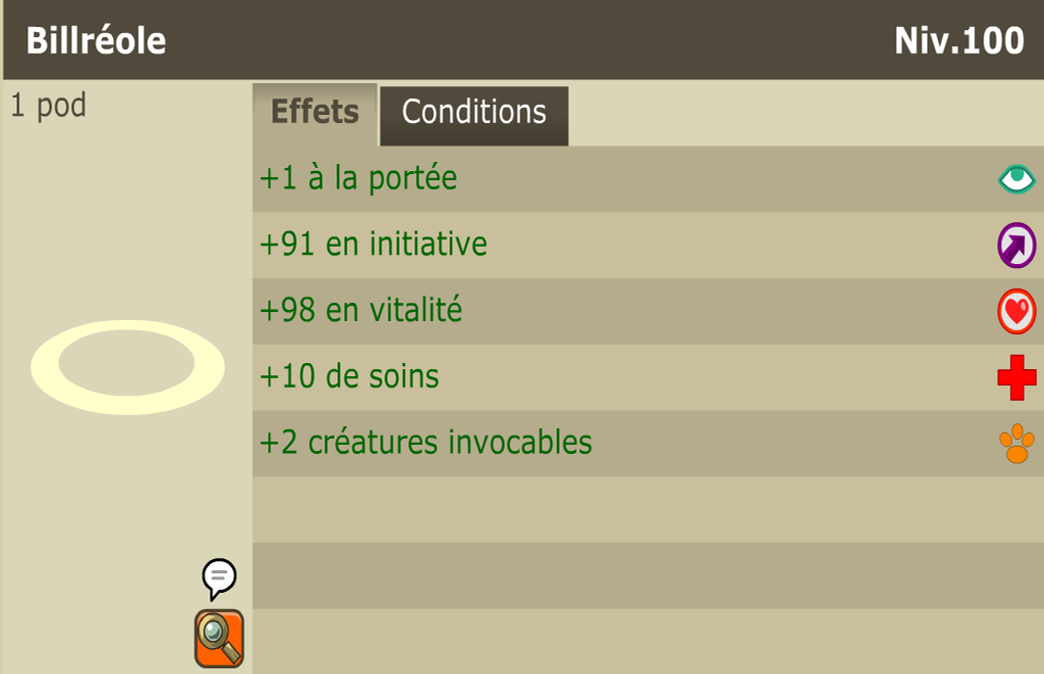 Billréole
Niv.100
1 pod
Effets
Conditions
+1 à la portée
+91 en initiative
+98 en vitalité
+10 de soins
+2 créatures invocables